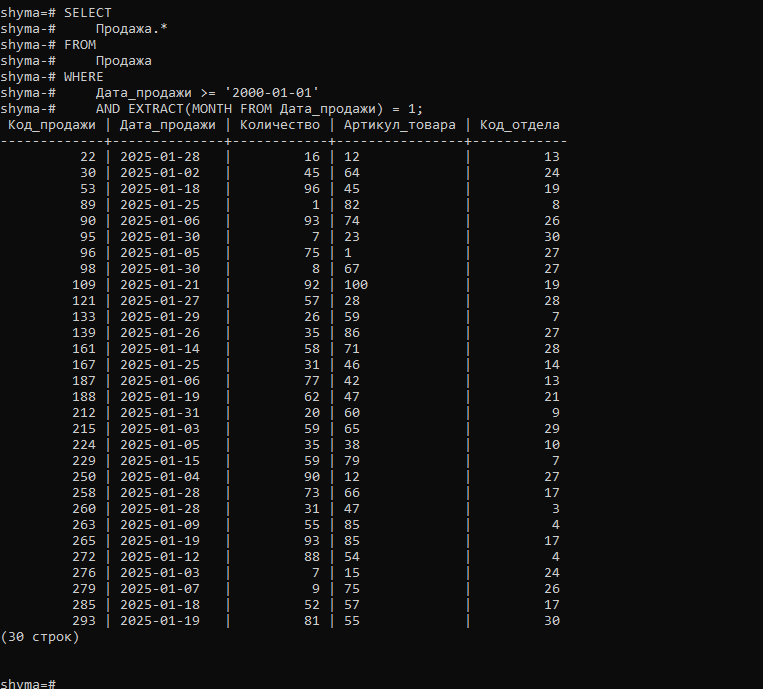 shyma=# SELECT
shyma-#     Продажа.*
shyma-# FROM
shyma-#     Продажа
shyma-# WHERE
shyma-#     Дата_продажи >= '2000-01-01'
shyma-#     AND EXTRACT(MONTH FROM Дата_продажи) = 1;
 Код_продажи | Дата_продажи | Количество | Артикул_товара | Код_отдела
-------------+--------------+------------+----------------+------------
          22 | 2025-01-28   |         16 | 12             |         13
          30 | 2025-01-02   |         45 | 64             |         24
          53 | 2025-01-18   |         96 | 45             |         19
          89 | 2025-01-25   |          1 | 82             |          8
          90 | 2025-01-06   |         93 | 74             |         26
          95 | 2025-01-30   |          7 | 23             |         30
          96 | 2025-01-05   |         75 | 1              |         27
          98 | 2025-01-30   |          8 | 67             |         27
         109 | 2025-01-21   |         92 | 100            |         19
         121 | 2025-01-27   |         57 | 28             |         28
         133 | 2025-01-29   |         26 | 59             |          7
         139 | 2025-01-26   |         35 | 86             |         27
         161 | 2025-01-14   |         58 | 71             |         28
         167 | 2025-01-25   |         31 | 46             |         14
         187 | 2025-01-06   |         77 | 42             |         13
         188 | 2025-01-19   |         62 | 47             |         21
         212 | 2025-01-31   |         20 | 60             |          9
         215 | 2025-01-03   |         59 | 65             |         29
         224 | 2025-01-05   |         35 | 38             |         10
         229 | 2025-01-15   |         59 | 79             |          7
         250 | 2025-01-04   |         90 | 12             |         27
         258 | 2025-01-28   |         73 | 66             |         17
         260 | 2025-01-28   |         31 | 47             |          3
         263 | 2025-01-09   |         55 | 85             |          4
         265 | 2025-01-19   |         93 | 85             |         17
         272 | 2025-01-12   |         88 | 54             |          4
         276 | 2025-01-03   |          7 | 15             |         24
         279 | 2025-01-07   |          9 | 75             |         26
         285 | 2025-01-18   |         52 | 57             |         17
         293 | 2025-01-19   |         81 | 55             |         30
(30 строк)
shyma=#